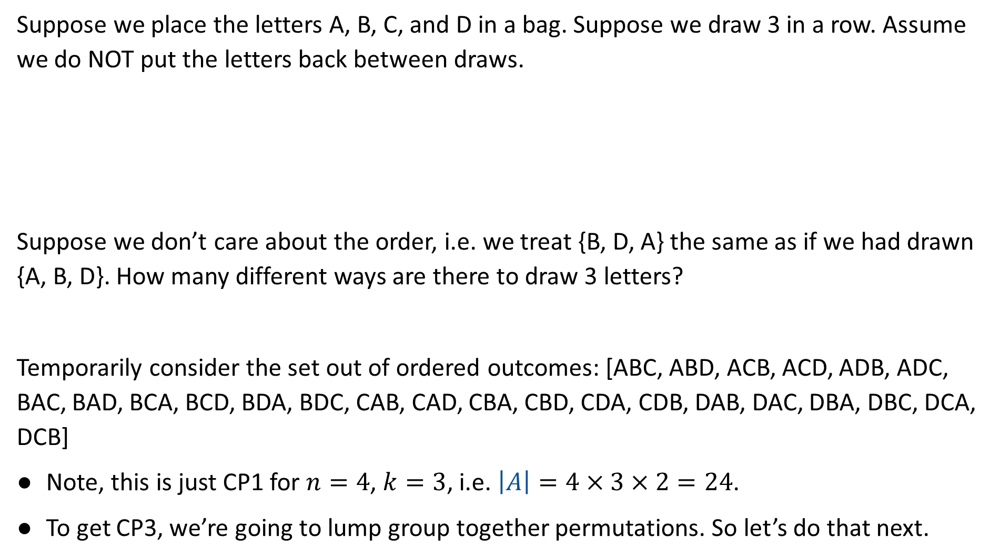 Suppose we place the letters A, B, C, and D in a bag. Suppose we draw 3 in a row. Assume
we do NOT put the letters back between draws.
Suppose we don’t care about the order, i.e. we treat {B, D, A} the same as if we had drawn
{A, B, D}. How many different ways are there to draw 3 letters?
Temporarily consider the set out of ordered outcomes: [ABC, ABD, ACB, ACD, ADB, ADC,
BAC, BAD, BCA, BCD, BDA, BDC, CAB, CAD, CBA, CBD, CDA, CDB, DAB, DAC, DBA, DBC, DCA,
DCB]
● Note, this is just CP1 for n = 4, k = 3, i.e. |A| = 4 × 3 × 2 = 24.
● To get CP3, we’re going to lump group together permutations. So let’s do that next.